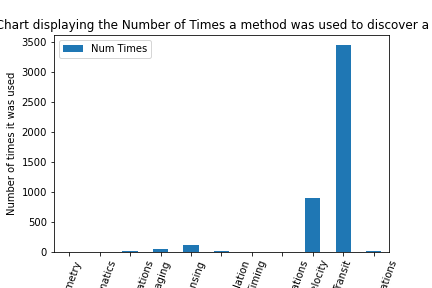 Chart displaying the Number of Times a method was used to discover a
Num Times
Number of times it was used
3500
3000
2500
2000
1500
1000
500
0
metry
matics
ations
aging
nsing
lation
iming
ations
elocity
Transit
ations